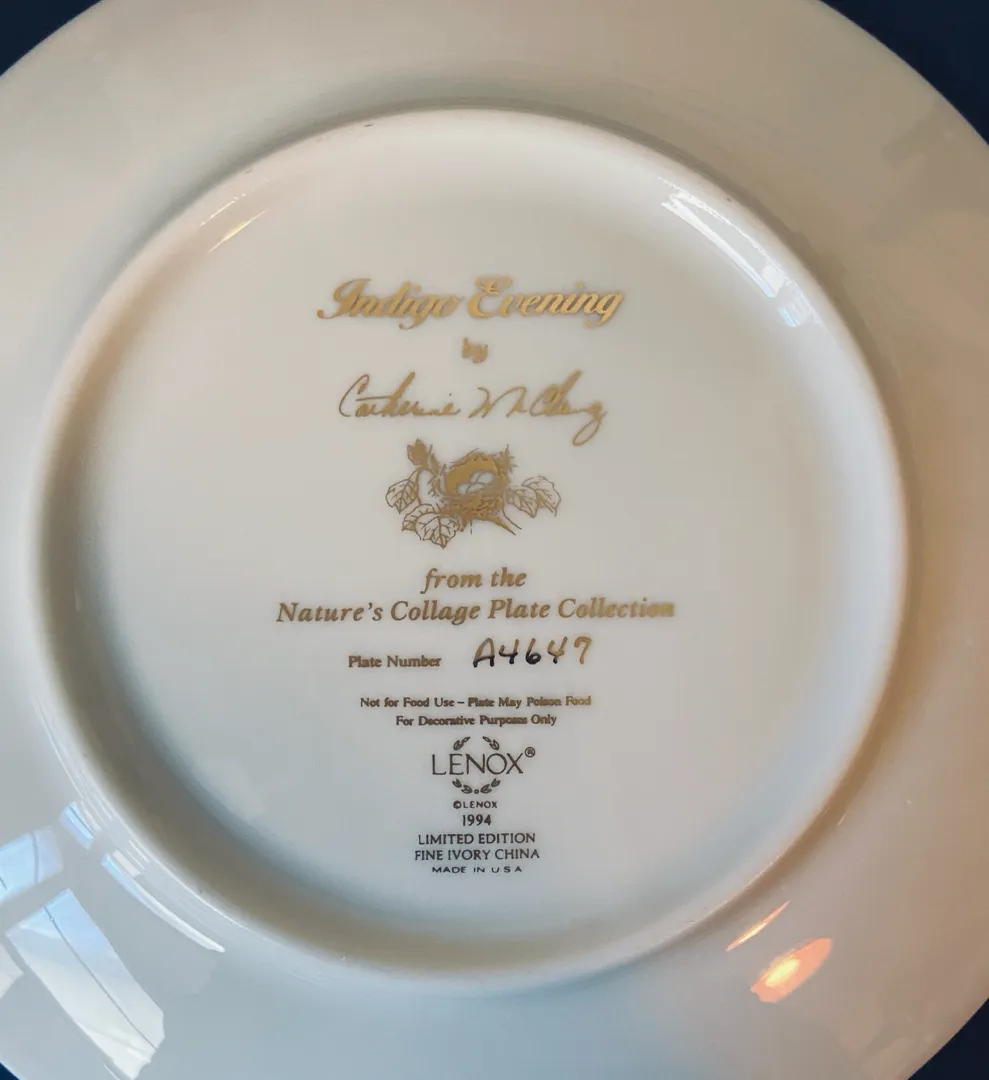 Indigo Evening
by
Catherine McClung
from the
Nature's Collage Plate Collection
Plate Number A4647
Not for Food Use – Plate May Poison Food
For Decorative Purposes Only
LENOX®
©LENOX
1994
LIMITED EDITION
FINE IVORY CHINA
MADE IN USA